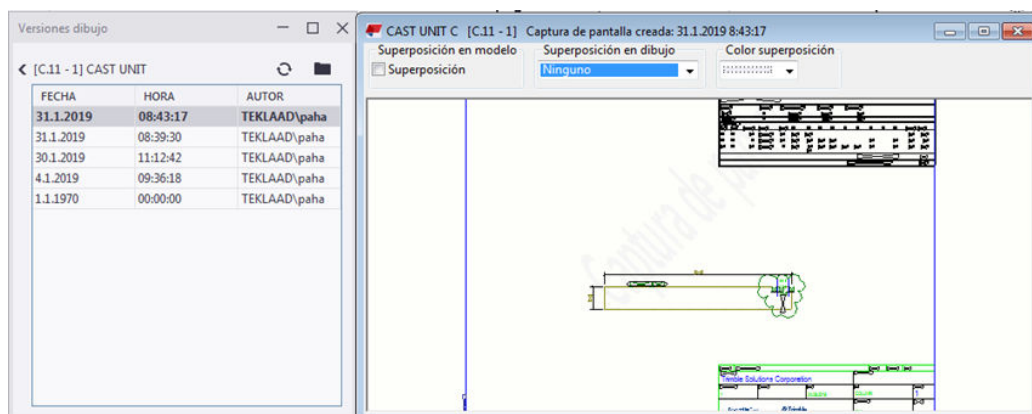 Versiones dibujo
[C.11 - 1] CAST UNIT
FECHA HORA AUTOR
31.1.2019 08:43:17 TEKLAAD\paha
31.1.2019 08:39:30 TEKLAAD\paha
30.1.2019 11:12:42 TEKLAAD\paha
4.1.2019 09:36:18 TEKLAAD\paha
1.1.1970 00:00:00 TEKLAAD\paha
CAST UNIT C [C.11 - 1] Captura de pantalla creada: 31.1.2019 8:43:17
Superposición en modelo Superposición en dibujo Color superposición
Superposición Ninguno
Captura de
Trimble Solutions Corporation